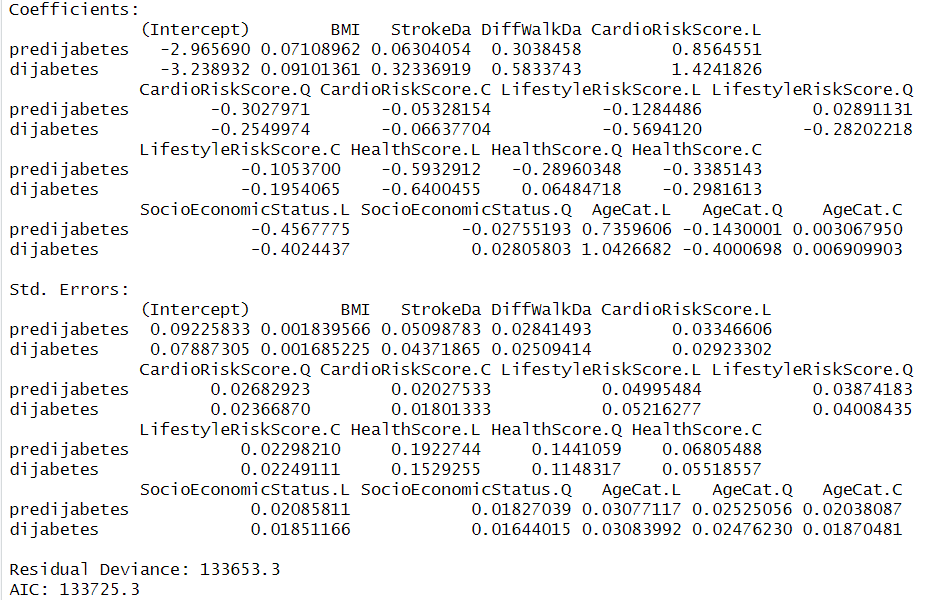 Coefficients:
(Intercept) BMI StrokeDa DiffWalkDa CardioRiskScore.L
predijabetes -2.965690 0.07108962 0.06304054 0.3038458 0.8564551
dijabetes -3.238932 0.09101361 0.32336919 0.5833743 1.4241826
CardioRiskScore.Q CardioRiskScore.C LifestyleRiskScore.L LifestyleRiskScore.Q
predijabetes -0.3027971 -0.05328154 -0.1284486 0.02891131
dijabetes -0.2549974 -0.06637704 -0.5694120 -0.28202218
LifestyleRiskScore.C HealthScore.L HealthScore.Q HealthScore.C
predijabetes -0.1053700 -0.5932912 -0.28960348 -0.3385143
dijabetes -0.1954065 -0.6400455 0.06484718 -0.2981613
SocioEconomicStatus.L SocioEconomicStatus.Q AgeCat.L AgeCat.Q AgeCat.C
predijabetes -0.4567775 -0.02755193 0.7359606 -0.1430001 0.003067950
dijabetes -0.4024437 0.02805803 1.0426682 -0.4000698 0.006909903
Std. Errors:
(Intercept) BMI StrokeDa DiffWalkDa CardioRiskScore.L
predijabetes 0.09225833 0.001839566 0.05098783 0.02841493 0.03346606
dijabetes 0.07887305 0.001685225 0.04371865 0.02509414 0.02923302
CardioRiskScore.Q CardioRiskScore.C LifestyleRiskScore.L LifestyleRiskScore.Q
predijabetes 0.02682923 0.02027533 0.04995484 0.03874183
dijabetes 0.02366870 0.01801333 0.05216277 0.04008435
LifestyleRiskScore.C HealthScore.L HealthScore.Q HealthScore.C
predijabetes 0.02298210 0.1922744 0.1441059 0.06805488
dijabetes 0.02249111 0.1529255 0.1148317 0.05518557
SocioEconomicStatus.L SocioEconomicStatus.Q AgeCat.L AgeCat.Q AgeCat.C
predijabetes 0.02085811 0.01827039 0.03077117 0.02525056 0.02038087
dijabetes 0.01851166 0.01644015 0.03083992 0.02476230 0.01870481
Residual Deviance: 133653.3
AIC: 133725.3